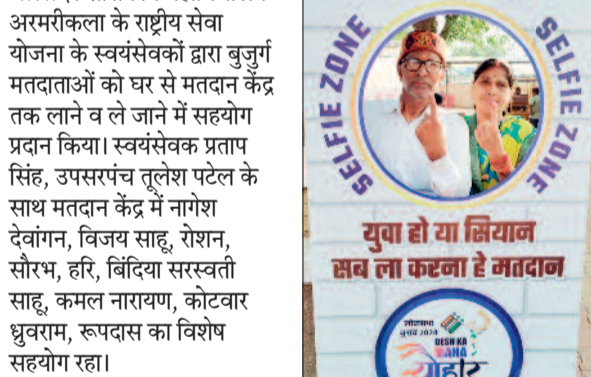 अरमरीकला के राष्ट्रीय सेवा
योजना के स्वयंसेवकों द्वारा बुजुर्ग
मतदाताओं को घर से मतदान केंद्र
तक लाने व ले जाने में सहयोग
प्रदान किया। स्वयंसेवक प्रताप
सिंह, उपसरपंच तूलेश पटेल के
साथ मतदान केंद्र में नागेश
देवांगन, विजय साहू, रोशन,
सौरभ, हरि, बिंदिया सरस्वती
साहू, कमल नारायण, कोटवार
ध्रुवराम, रूपदास का विशेष
सहयोग रहा।
SELFIE ZONE
SELFIE ZONE
युवा हो या सियान
सब ला करना हे मतदान
लोकसभा
चुनाव 2024
DESH KA